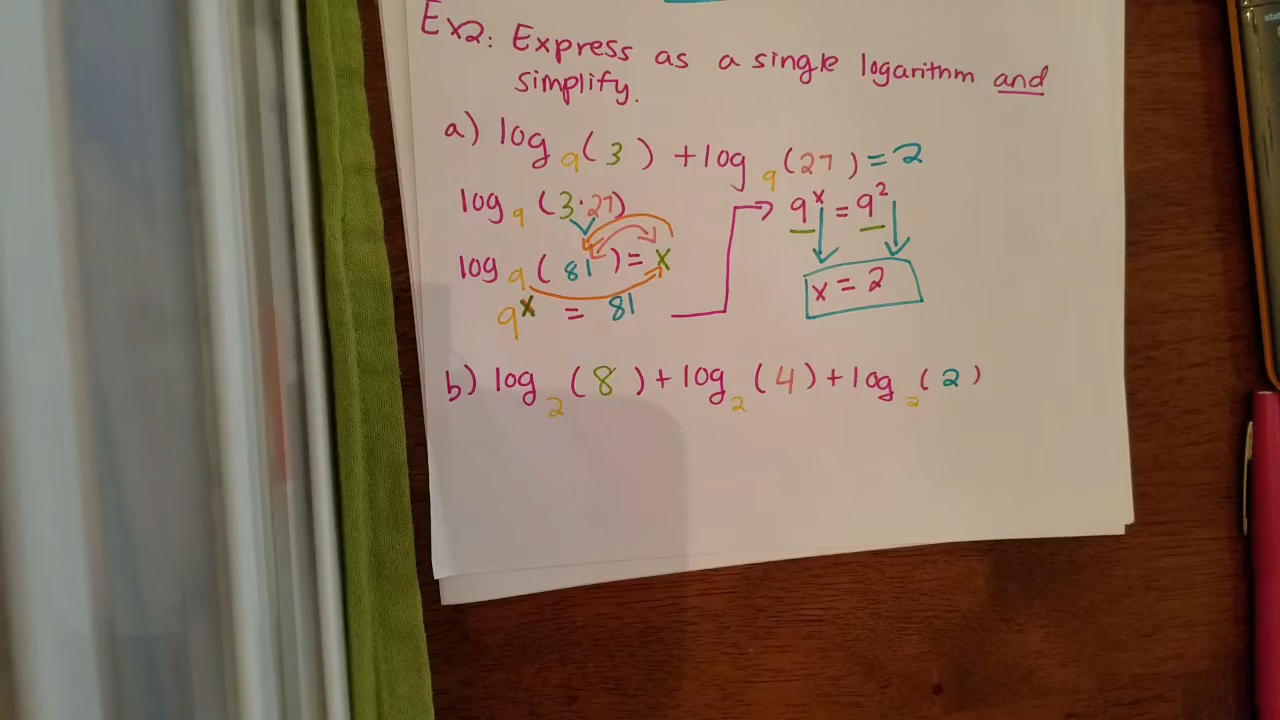 Ex2: Express as a single logarithm and
simplify.
a) log₉(3) + log₉(27) = 2
log₉(3·27)
log₉(81) = x
9ˣ = 81
9ˣ = 9²
x = 2
b) log₂(8) + log₂(4) + log₂(2)